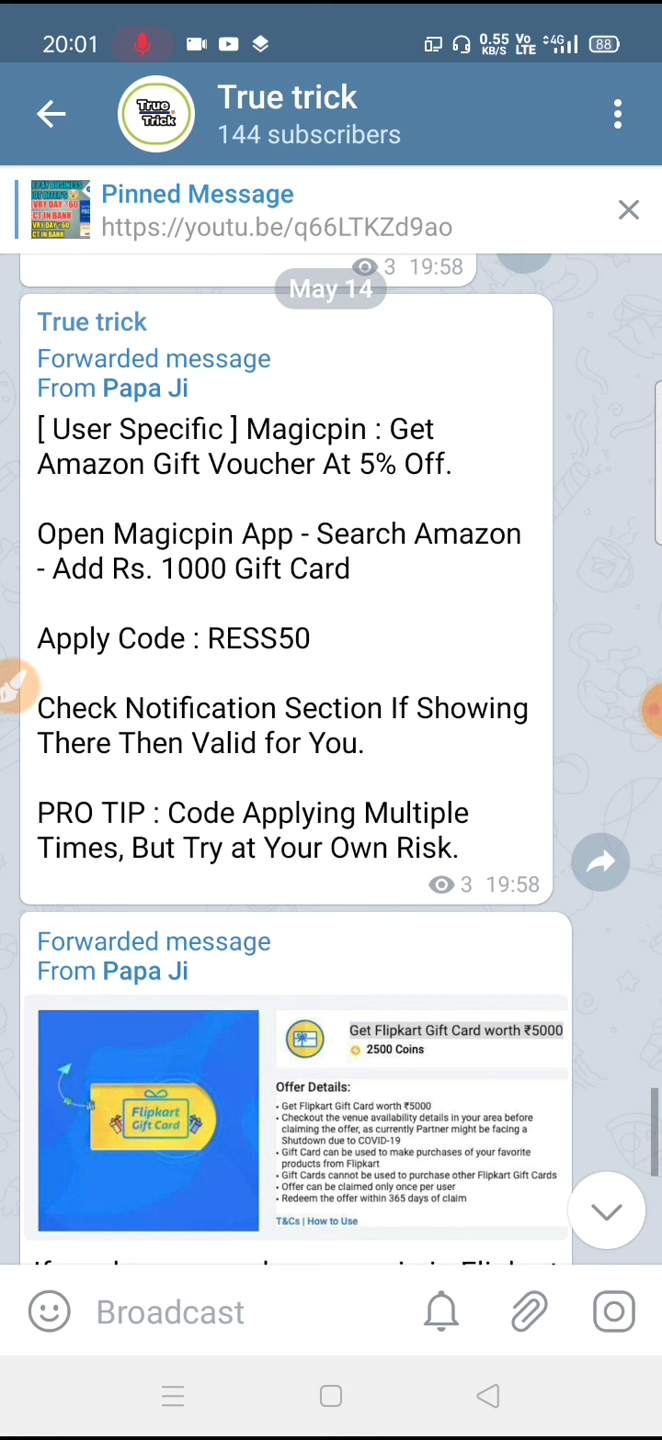 20:01
0.55 KB/S
Vo LTE
4G
88
True Trick
True trick
144 subscribers
Pinned Message
https://youtu.be/q66LTKZd9ao
3 19:58
May 14
True trick
Forwarded message
From Papa Ji
[ User Specific ] Magicpin : Get
Amazon Gift Voucher At 5% Off.
Open Magicpin App - Search Amazon
- Add Rs. 1000 Gift Card
Apply Code : RESS50
Check Notification Section If Showing
There Then Valid for You.
PRO TIP : Code Applying Multiple
Times, But Try at Your Own Risk.
3 19:58
Forwarded message
From Papa Ji
Flipkart
Gift Card
Get Flipkart Gift Card worth ₹5000
2500 Coins
Offer Details:
• Get Flipkart Gift Card worth ₹5000
• Checkout the venue availability details in your area before
claiming the offer, as currently Partner might be facing a
Shutdown due to COVID-19
• Gift Card can be used to make purchases of your favorite
products from Flipkart
• Gift Cards cannot be used to purchase other Flipkart Gift Cards
• Offer can be claimed only once per user
• Redeem the offer within 365 days of claim
T&Cs | How to Use
Broadcast